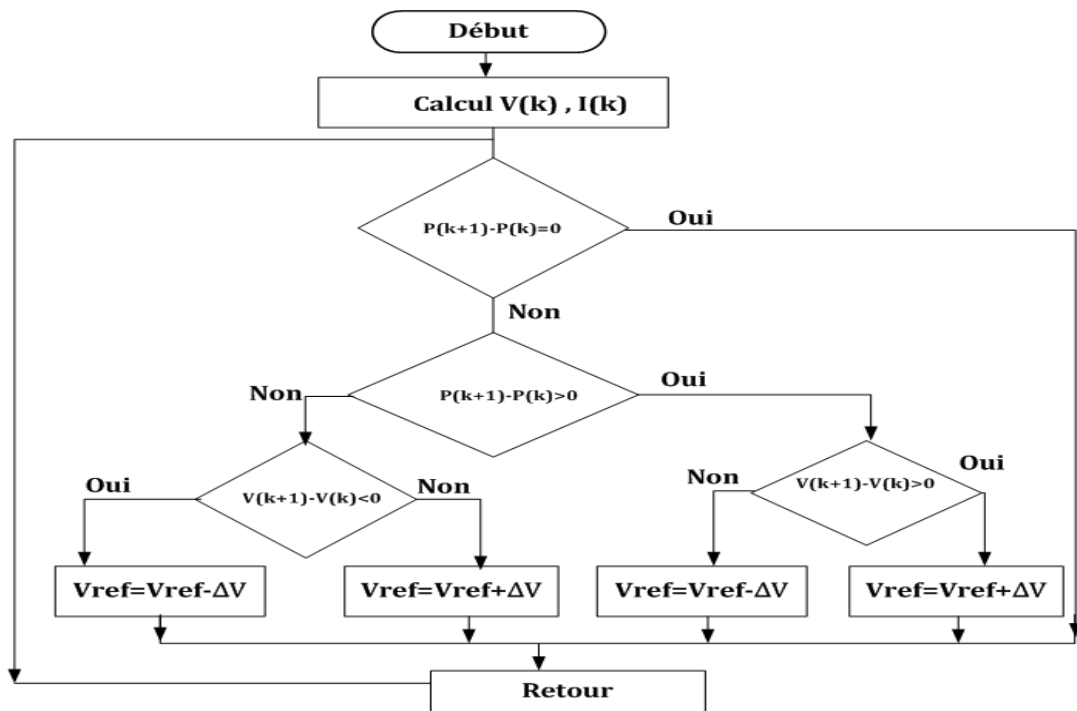 Début
Calcul V(k) , I(k)
P(k+1)-P(k)=0
Oui
Non
P(k+1)-P(k)>0
Non
Oui
V(k+1)-V(k)<0
Oui
Non
V(k+1)-V(k)>0
Non
Oui
Vref=Vref-ΔV
Vref=Vref+ΔV
Vref=Vref-ΔV
Vref=Vref+ΔV
Retour